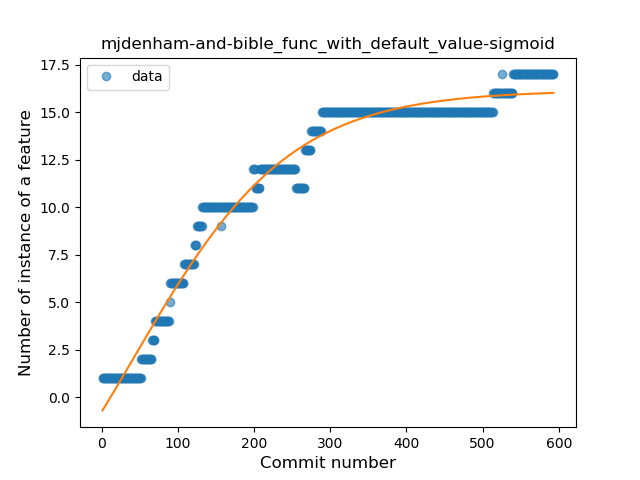 mjdenham-and-bible_func_with_default_value-sigmoid
data
Number of instance of a feature
17.5
15.0
12.5
10.0
7.5
5.0
2.5
0.0
0 100 200 300 400 500 600
Commit number